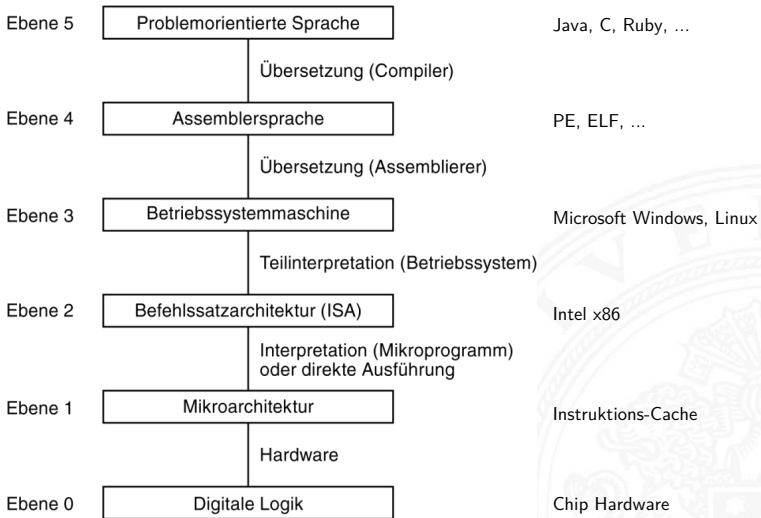 Ebene 5 Problemorientierte Sprache Java, C, Ruby, ...
Übersetzung (Compiler)
Ebene 4 Assemblersprache PE, ELF, ...
Übersetzung (Assemblierer)
Ebene 3 Betriebssystemmaschine Microsoft Windows, Linux
Teilinterpretation (Betriebssystem)
Ebene 2 Befehlssatzarchitektur (ISA) Intel x86
Interpretation (Mikroprogramm)
oder direkte Ausführung
Ebene 1 Mikroarchitektur Instruktions-Cache
Hardware
Ebene 0 Digitale Logik Chip Hardware